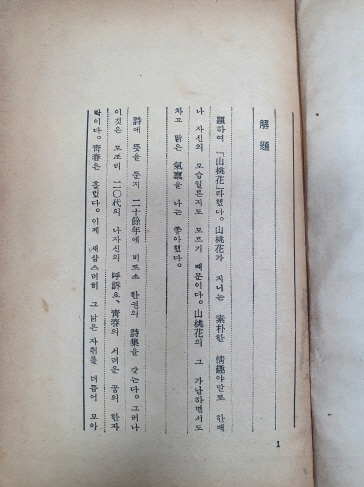 解題
題하여 「山桃花」라했다. 山桃花가 지니는 素朴한 情趣야말로 한때
나 자신의 모습일른지도 모르기 때문이다. 山桃花의 그 가난하면서도
차고 맑은 氣稟을 나는 좋아했다.
詩에 뜻을 둔지 二十餘年에 비로소 한권의 詩集을 갖는다. 그러나
이것은 모조리 二〇代의 나자신의 呼訴요, 靑春의 서러운 꿈의 한자
락이다. 靑春은 흘렀다. 이제 새삼스러히 그 낡은 자취를 더듬어 모아
1